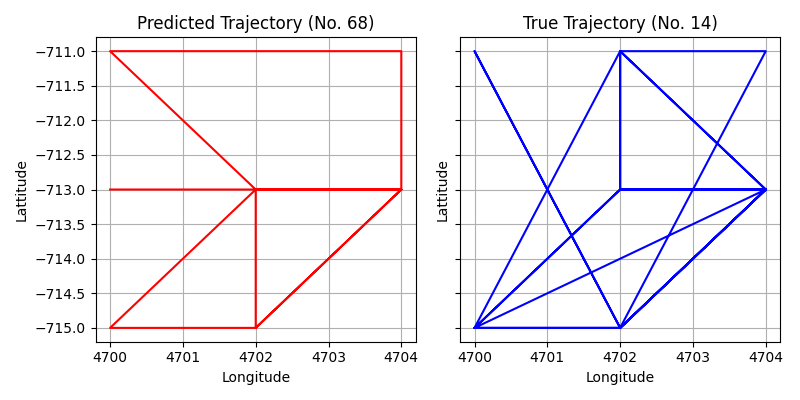 Predicted Trajectory (No. 68)
True Trajectory (No. 14)
−711.0
−711.5
−712.0
−712.5
−713.0
−713.5
−714.0
−714.5
−715.0
Lattitude
Lattitude
4700 4701 4702 4703 4704
4700 4701 4702 4703 4704
Longitude
Longitude